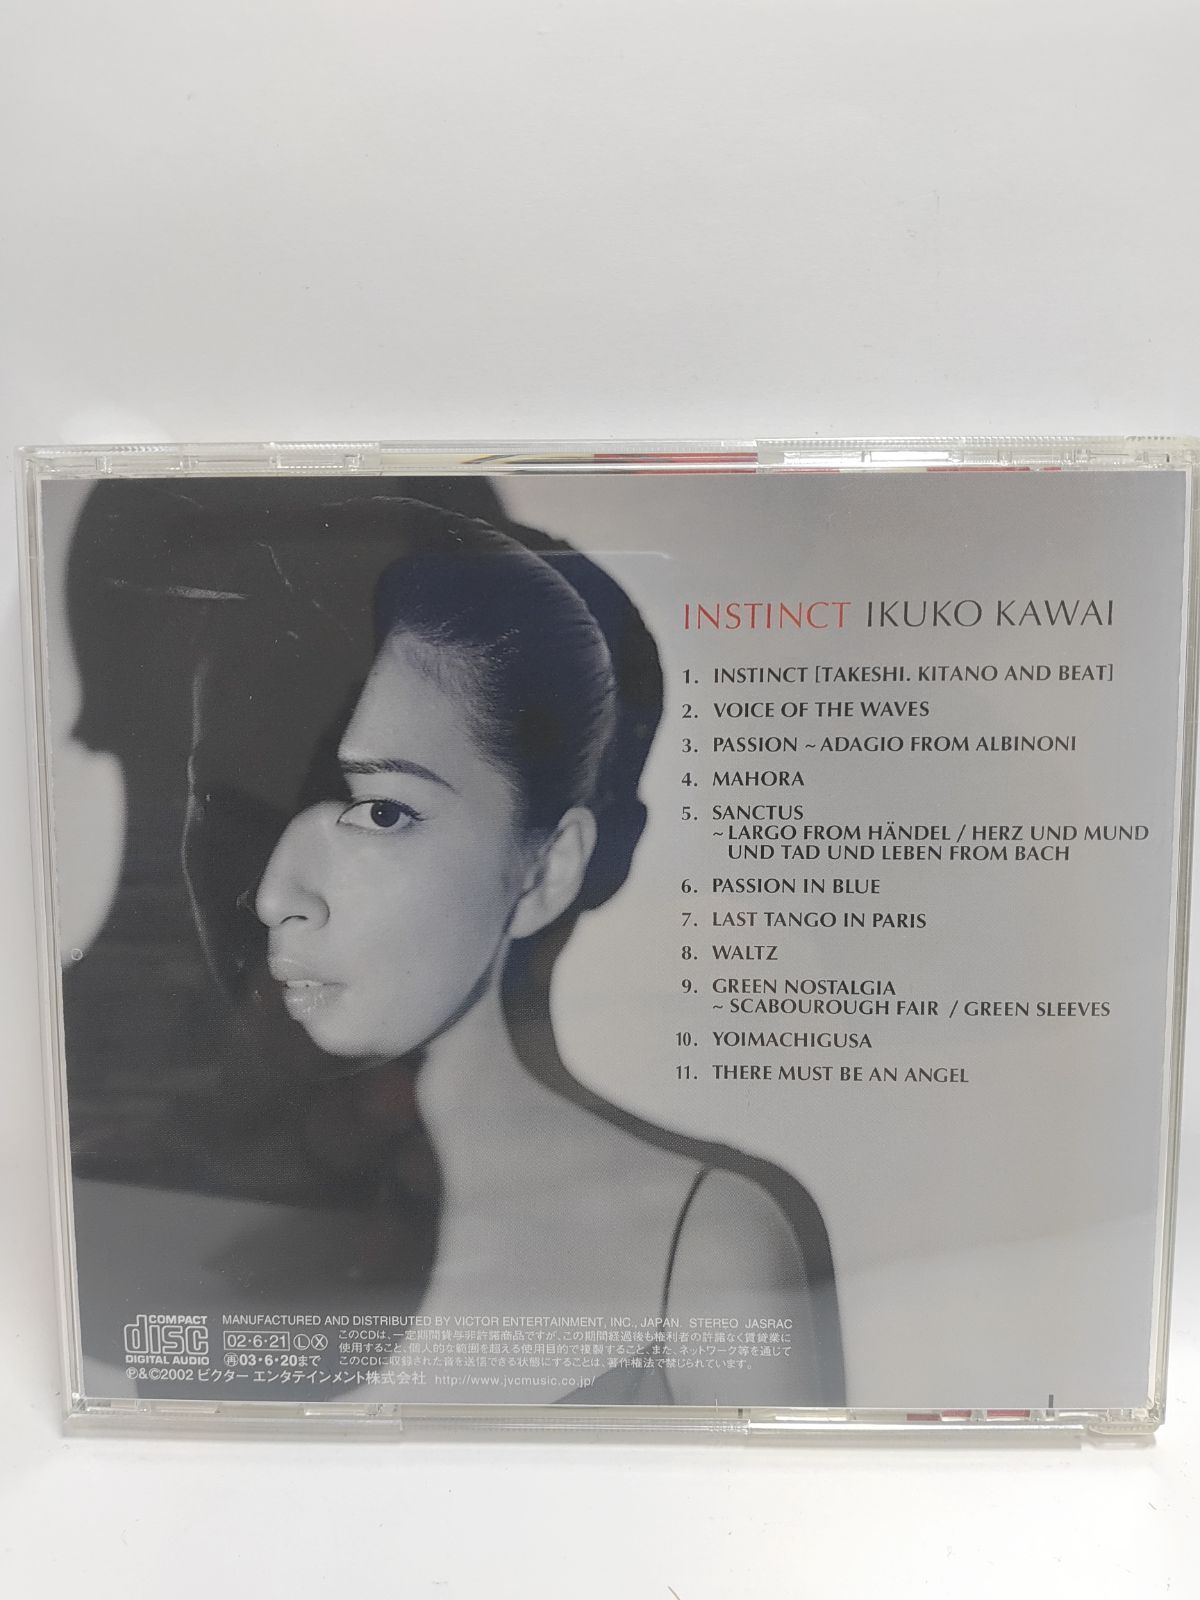 INSTINCT IKUKO KAWAI
1. INSTINCT [TAKESHI. KITANO AND BEAT]
2. VOICE OF THE WAVES
3. PASSION ~ ADAGIO FROM ALBINONI
4. MAHORA
5. SANCTUS
~ LARGO FROM HÄNDEL / HERZ UND MUND
UND TAD UND LEBEN FROM BACH
6. PASSION IN BLUE
7. LAST TANGO IN PARIS
8. WALTZ
9. GREEN NOSTALGIA
~ SCABOUROUGH FAIR / GREEN SLEEVES
10. YOIMACHIGUSA
11. THERE MUST BE AN ANGEL
COMPACT
disc
DIGITAL AUDIO
MANUFACTURED AND DISTRIBUTED BY VICTOR ENTERTAINMENT, INC., JAPAN. STEREO JASRAC
02・6・21 Ⓛ Ⓧ
㊢03・6・20まで
このCDは、一定期間貸与非許諾商品ですが、この期間経過後も権利者の許諾なく賃貸業に
使用すること、個人的な範囲を超える使用目的で複製すること、また、ネットワーク等を通じて
このCDに収録された音を送信できる状態にすることは、著作権法で禁じられています。
℗&©2002 ビクター エンタテインメント株式会社 http://www.jvcmusic.co.jp/